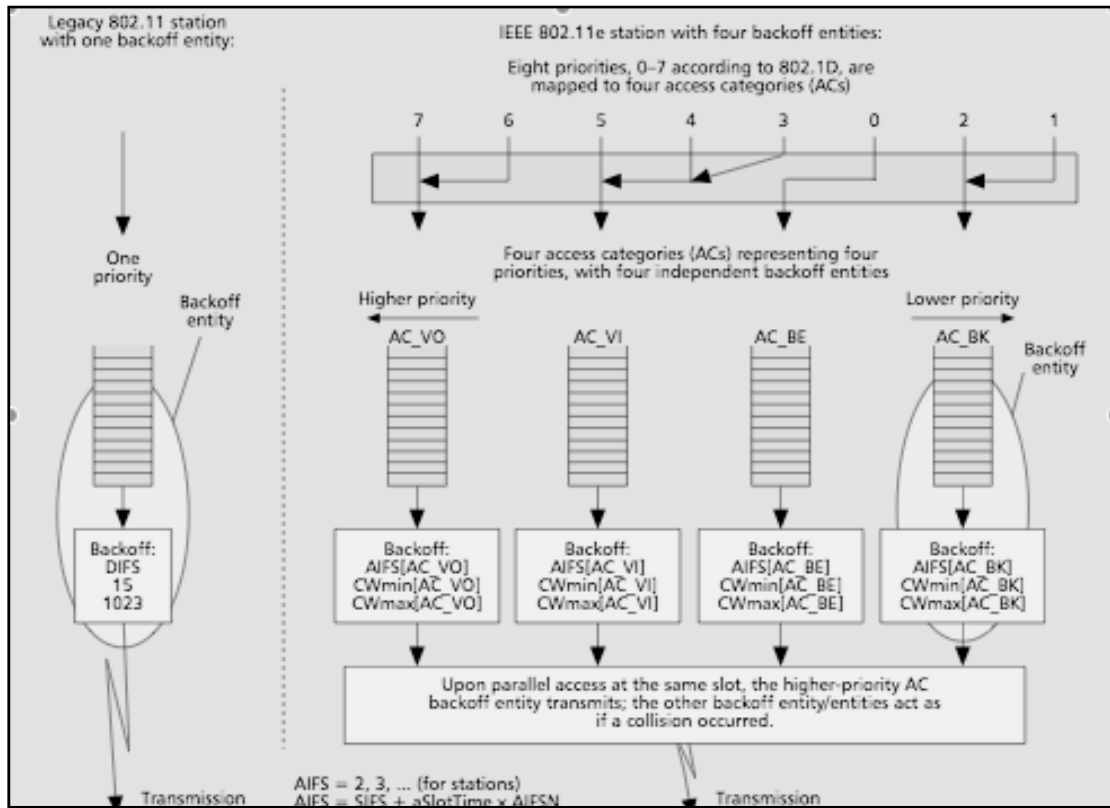 Legacy 802.11 station
with one backoff entity:
IEEE 802.11e station with four backoff entities:
Eight priorities, 0–7 according to 802.1D, are
mapped to four access categories (ACs)
7 6 5 4 3 0 2 1
One
priority
Four access categories (ACs) representing four
priorities, with four independent backoff entities
Backoff
entity
Higher priority
Lower priority
AC_VO AC_VI AC_BE AC_BK
Backoff
entity
Backoff:
DIFS
15
1023
Backoff:
AIFS[AC_VO]
CWmin[AC_VO]
CWmax[AC_VO]
Backoff:
AIFS[AC_VI]
CWmin[AC_VI]
CWmax[AC_VI]
Backoff:
AIFS[AC_BE]
CWmin[AC_BE]
CWmax[AC_BE]
Backoff:
AIFS[AC_BK]
CWmin[AC_BK]
CWmax[AC_BK]
Upon parallel access at the same slot, the higher-priority AC
backoff entity transmits; the other backoff entity/entities act as
if a collision occurred.
Transmission
AIFS = 2, 3, ... (for stations)
AIFS = SIFS + aSlotTime x AIFSN
Transmission